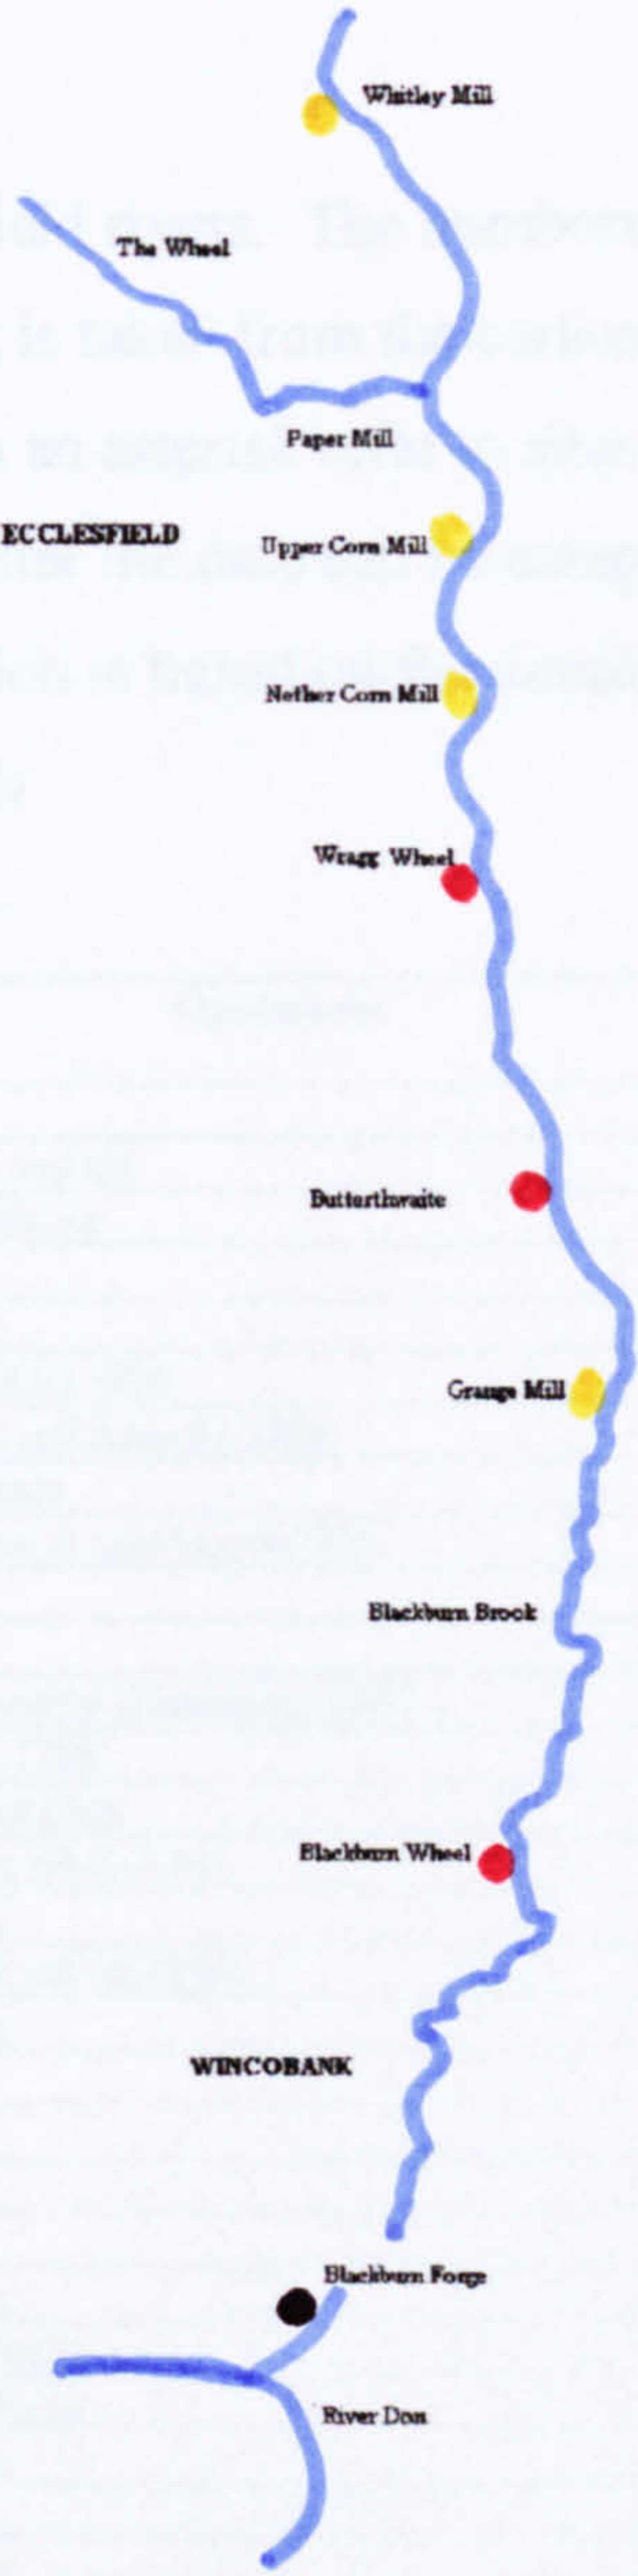 Whitley Mill
The Wheel
Paper Mill
ECCLESFIELD
Upper Corn Mill
Nether Corn Mill
Wragg Wheel
Butterthwaite
Grange Mill
Blackburn Brook
Blackburn Wheel
WINCOBANK
Blackburn Forge
River Don